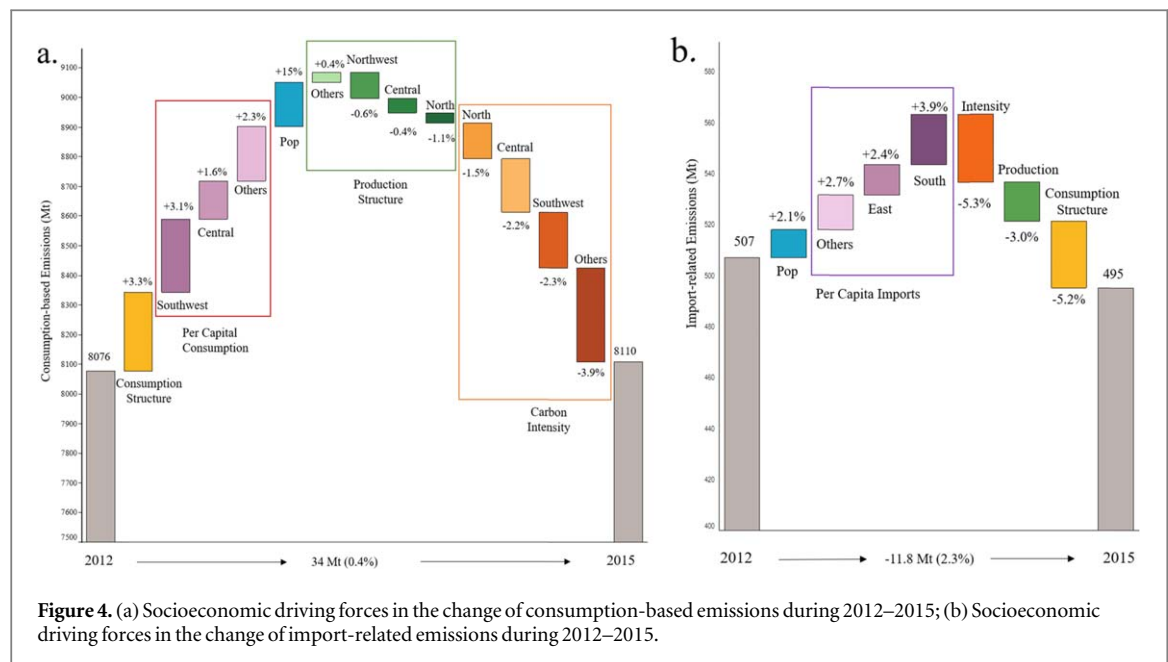 a.
Consumption-based Emissions (Mt)
9100
9000
8900
8800
8700
8600
8500
8400
8300
8200
8100
8000
7900
7800
7700
7600
7500
8076
+3.3%
Consumption
Structure
+3.1%
Southwest
+1.6%
Central
+2.3%
Others
Per Capital
Consumption
+15%
Pop
+0.4%
Others
Northwest
-0.6%
Central
-0.4%
North
-1.1%
Production
Structure
North
-1.5%
Central
-2.2%
Southwest
-2.3%
Others
-3.9%
Carbon
Intensity
8110
2012
34 Mt (0.4%)
2015
b.
Import-related Emissions (Mt)
580
560
540
520
500
480
460
440
420
400
507
+2.1%
Pop
+2.7%
Others
+2.4%
East
+3.9%
South
Per Capita Imports
Intensity
-5.3%
Production
-3.0%
Consumption
Structure
-5.2%
495
2012
-11.8 Mt (2.3%)
2015
Figure 4. (a) Socioeconomic driving forces in the change of consumption-based emissions during 2012–2015; (b) Socioeconomic
driving forces in the change of import-related emissions during 2012–2015.